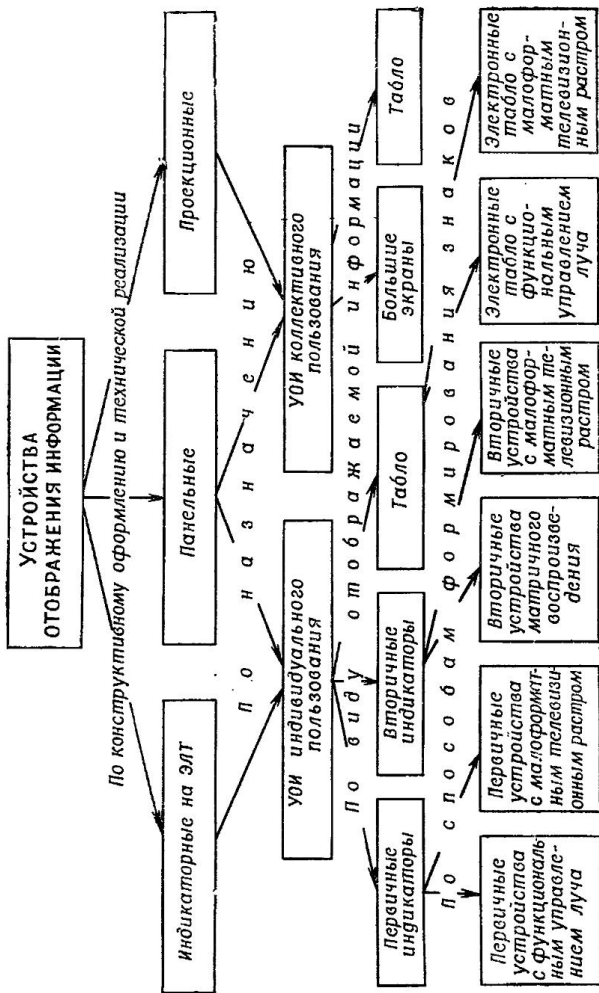 УСТРОЙСТВА
ОТОБРАЖЕНИЯ ИНФОРМАЦИИ
По конструктивному оформлению и технической реализации
Индикаторные на ЭЛТ
Панельные
Проекционные
По назначению
УОИ индивидуального
пользования
УОИ коллективного
пользования
По виду отображаемой информации
Первичные
индикаторы
Вторичные
индикаторы
Табло
Большие
экраны
Табло
По способам формирования знаков
Первичные
устройства
с функциональ-
ным управле-
нием луча
Первичные
устройства
с малоформат-
ным телевизи-
онным растром
Вторичные
устройства
матричного
воспроизве-
дения
Вторичные
устройства
с малофор-
матным те-
левизионным
растром
Электронные
табло с
функцио-
нальным
управлением
луча
Электронные
табло с
малофор-
матным
телевизион-
ным растром